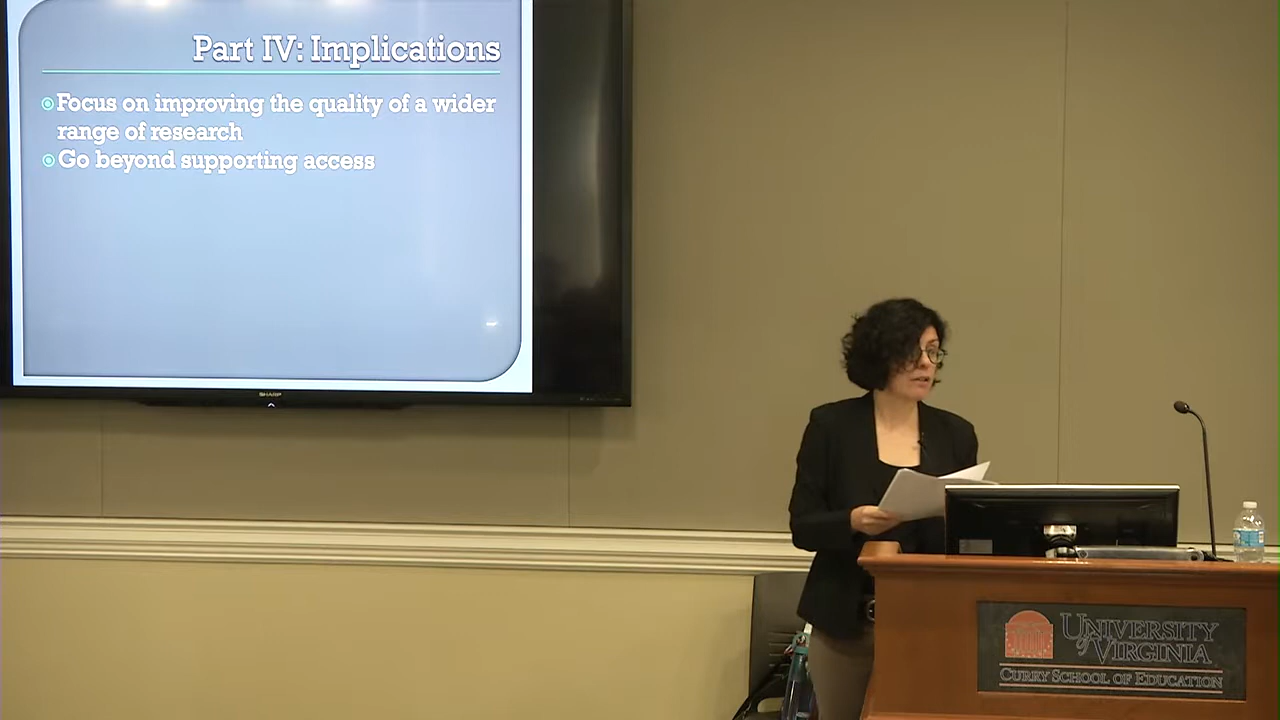 Part IV: Implications
Focus on improving the quality of a wider
range of research
Go beyond supporting access
SHARP
UNIVERSITY
of VIRGINIA
CURRY SCHOOL OF EDUCATION